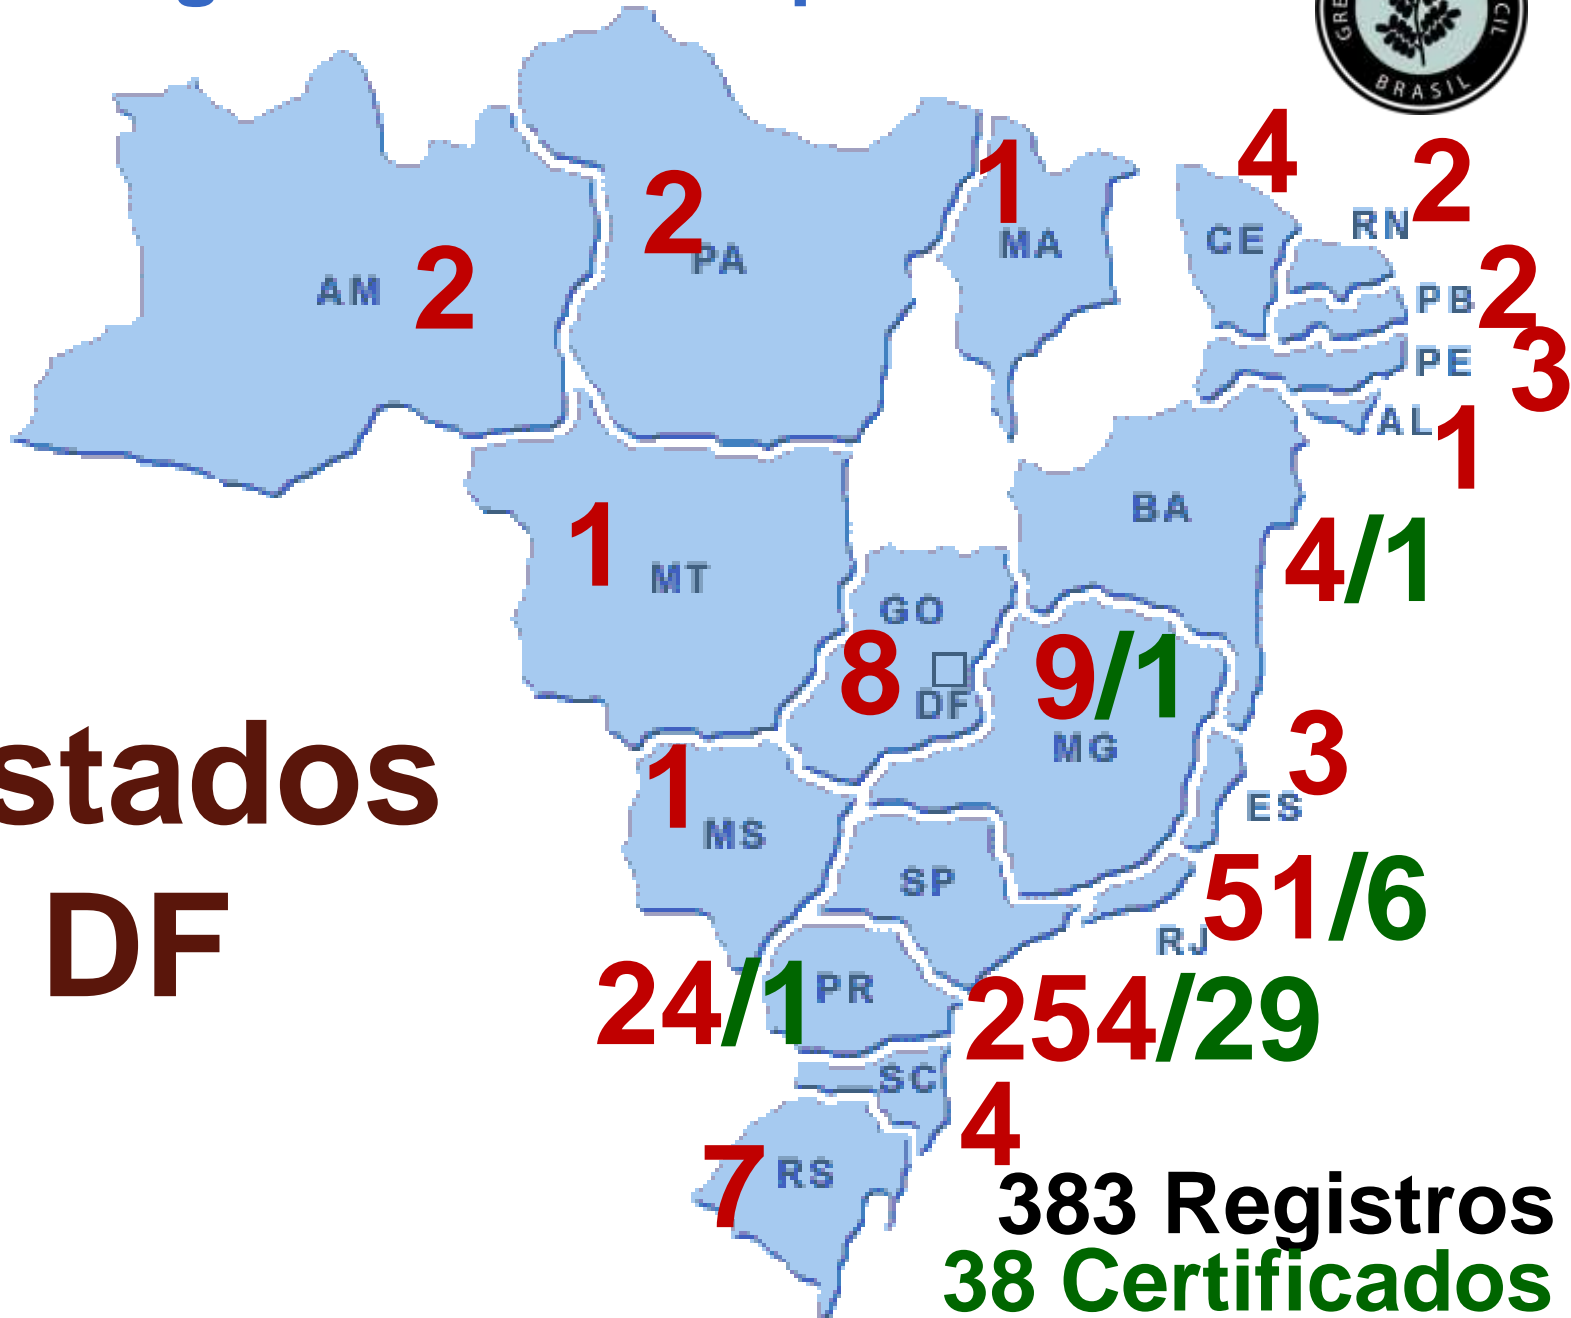 BRASIL
4
2
1
2
RN
2
CE
MA
PA
2
AM
2
PB
3
PE
1
AL
BA
1
MT
4/1
GO
8
9/1
DF
MG
3
ES
1
MS
stados
51/6
SP
RJ
DF
24/1
PR
254/29
SC
4
7
RS
383 Registros
38 Certificados